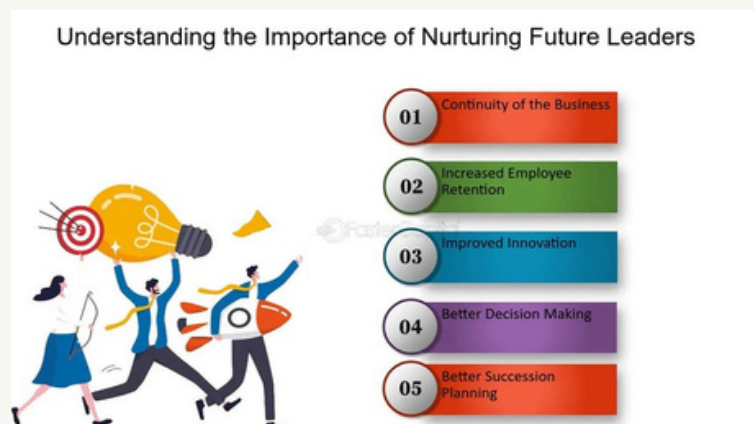 Understanding the Importance of Nurturing Future Leaders
01
Continuity of the Business
02
Increased Employee
Retention
FasterCapital
03
Improved Innovation
04
Better Decision Making
05
Better Succession
Planning